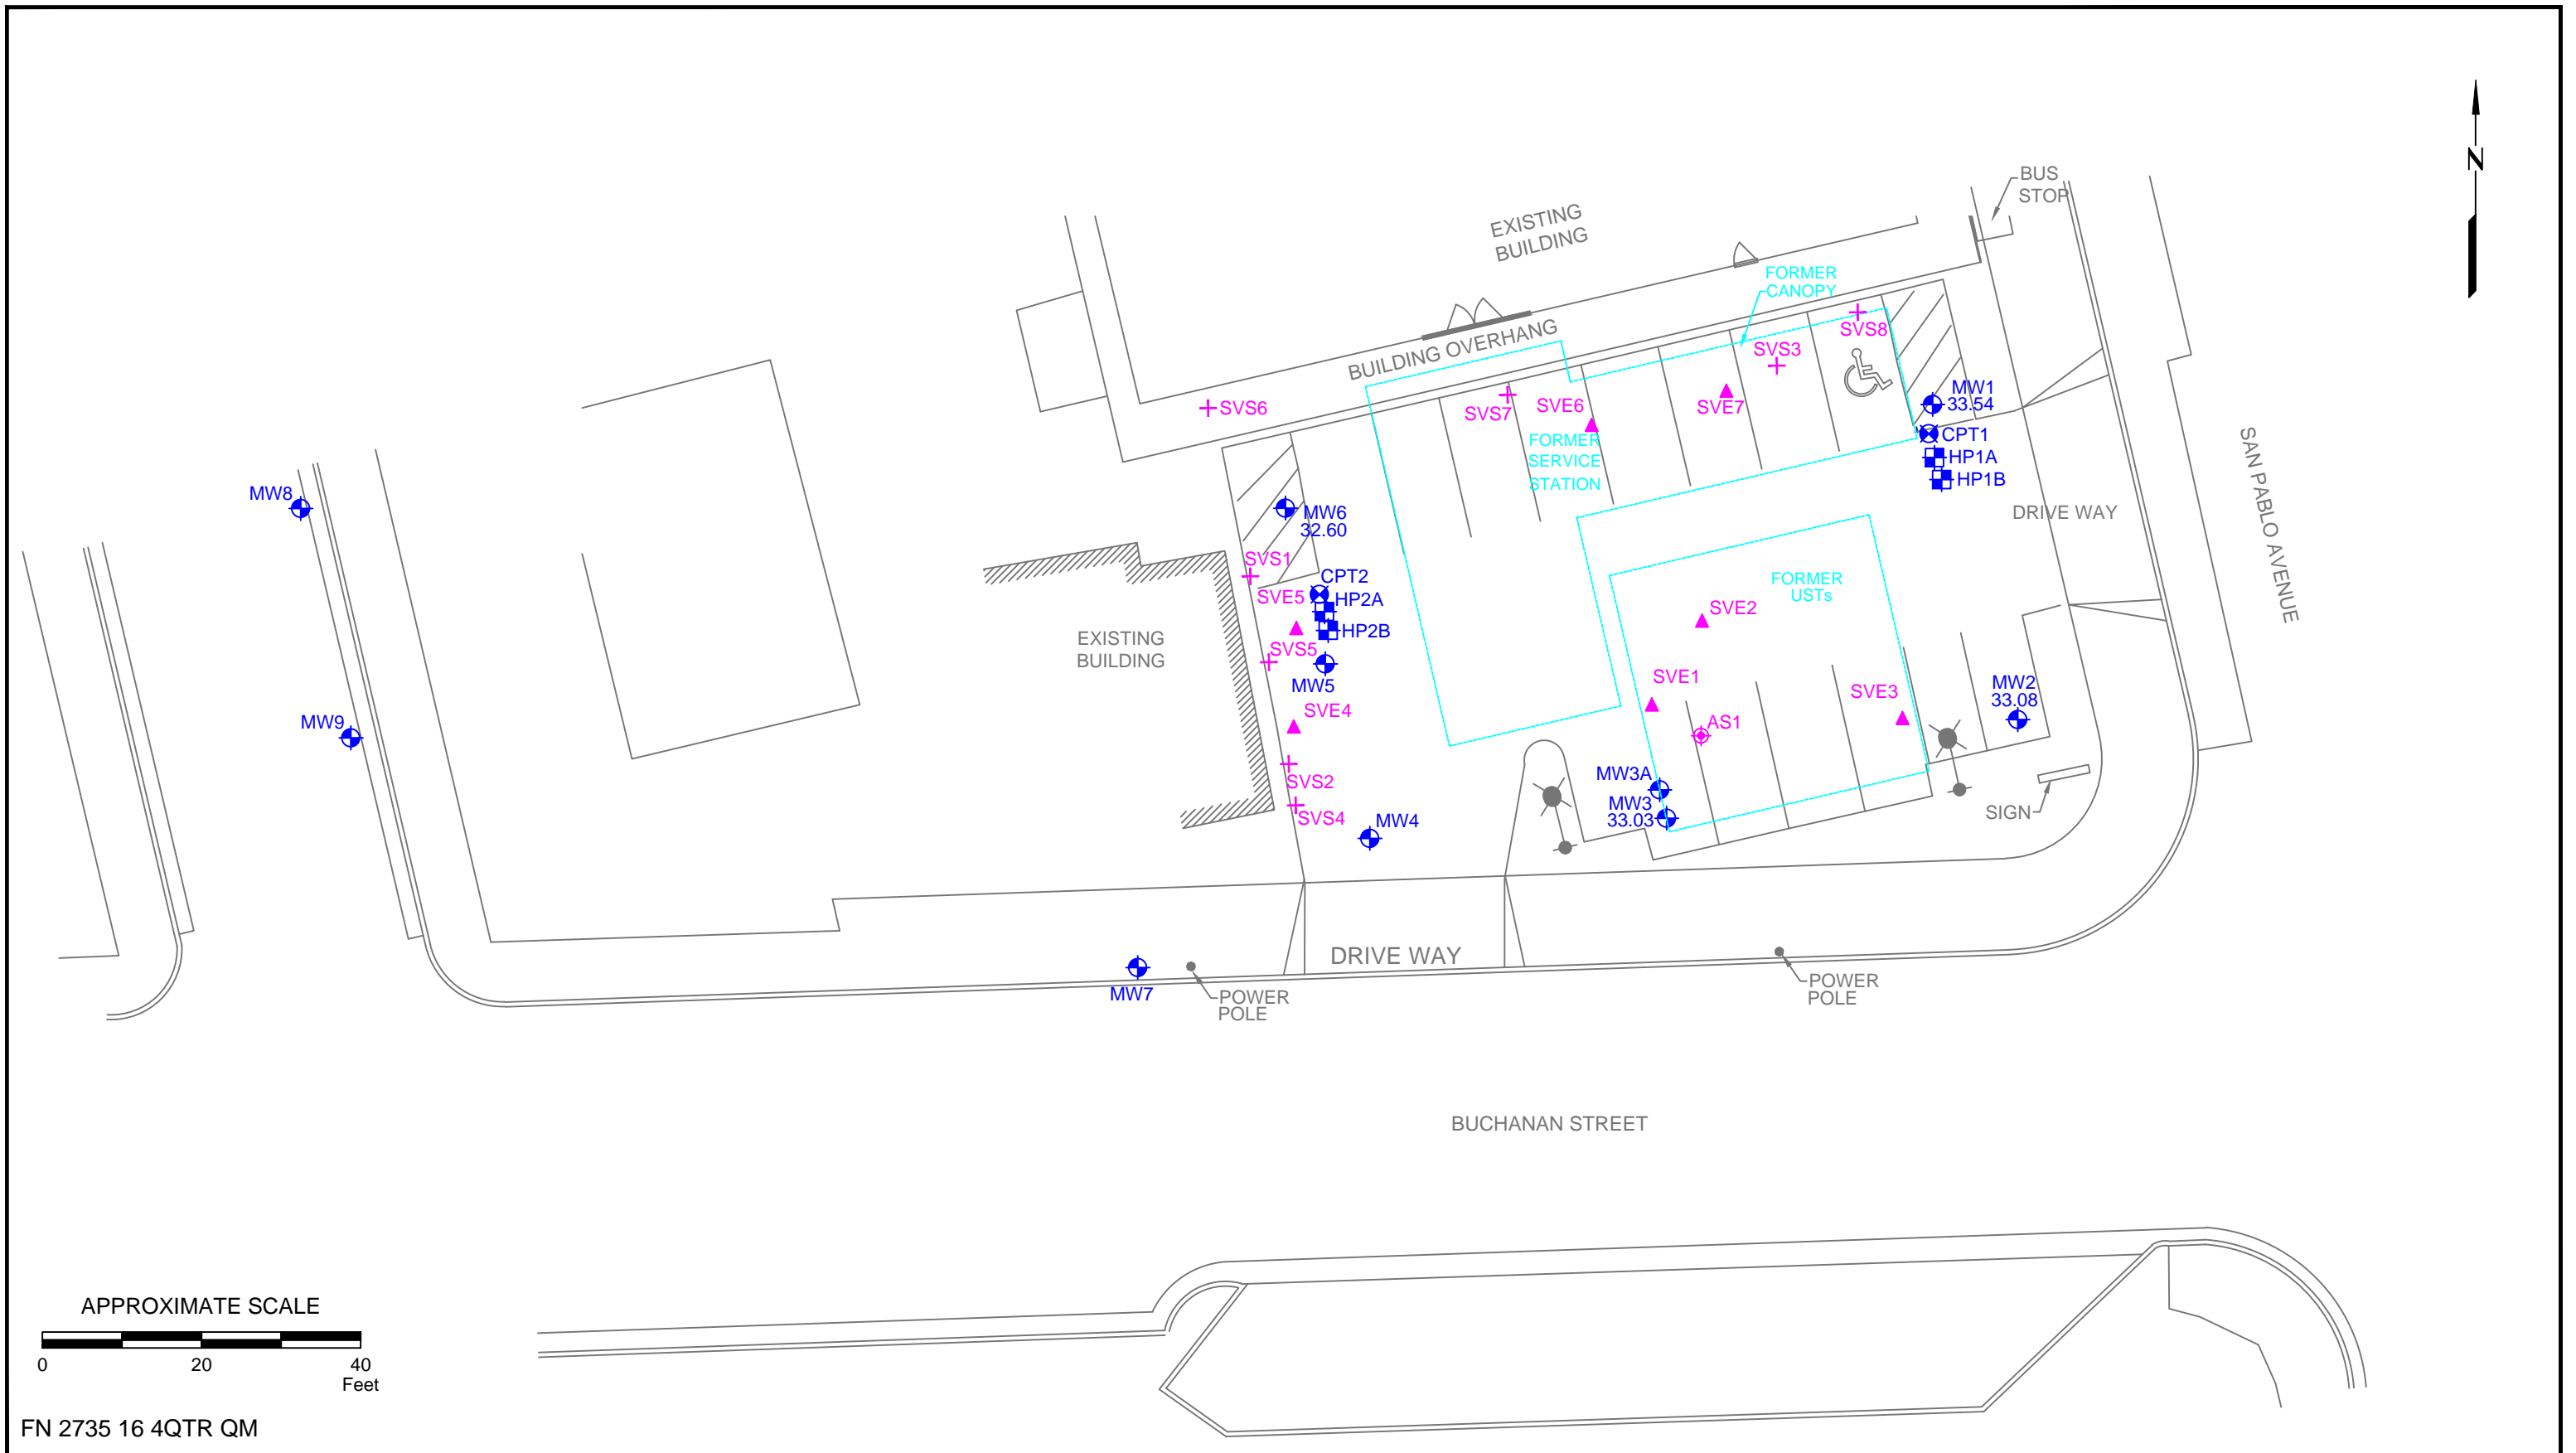 BUS
STOP
N
EXISTING
BUILDING
FORMER
CANOPY
BUILDING OVERHANG
SVS8
SVS3
SVS6
SVS7
SVE6
SVE7
MW1
33.54
CPT1
HP1A
HP1B
FORMER
SERVICE
STATION
DRIVE WAY
SAN PABLO AVENUE
MW8
MW6
32.60
SVS1
CPT2
SVE5
HP2A
HP2B
FORMER
USTs
SVE2
EXISTING
BUILDING
SVS5
MW5
SVE1
SVE3
MW2
33.08
MW9
SVE4
AS1
SVS2
MW3A
MW3
33.03
SIGN
SVS4
MW4
DRIVE WAY
MW7
POWER
POLE
POWER
POLE
BUCHANAN STREET
APPROXIMATE SCALE
0 20 40
Feet
FN 2735 16 4QTR QM